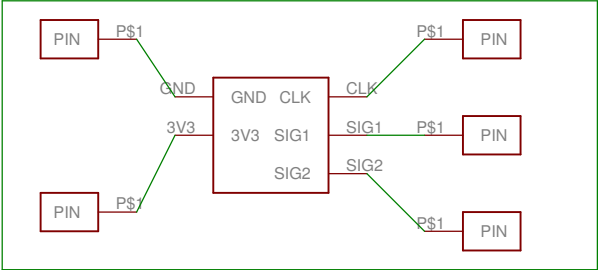 PIN P$1 P$1 PIN
GND CLK
GND CLK
3V3 SIG1 P$1 PIN
3V3 SIG1
SIG2
SIG2
PIN P$1 P$1 PIN